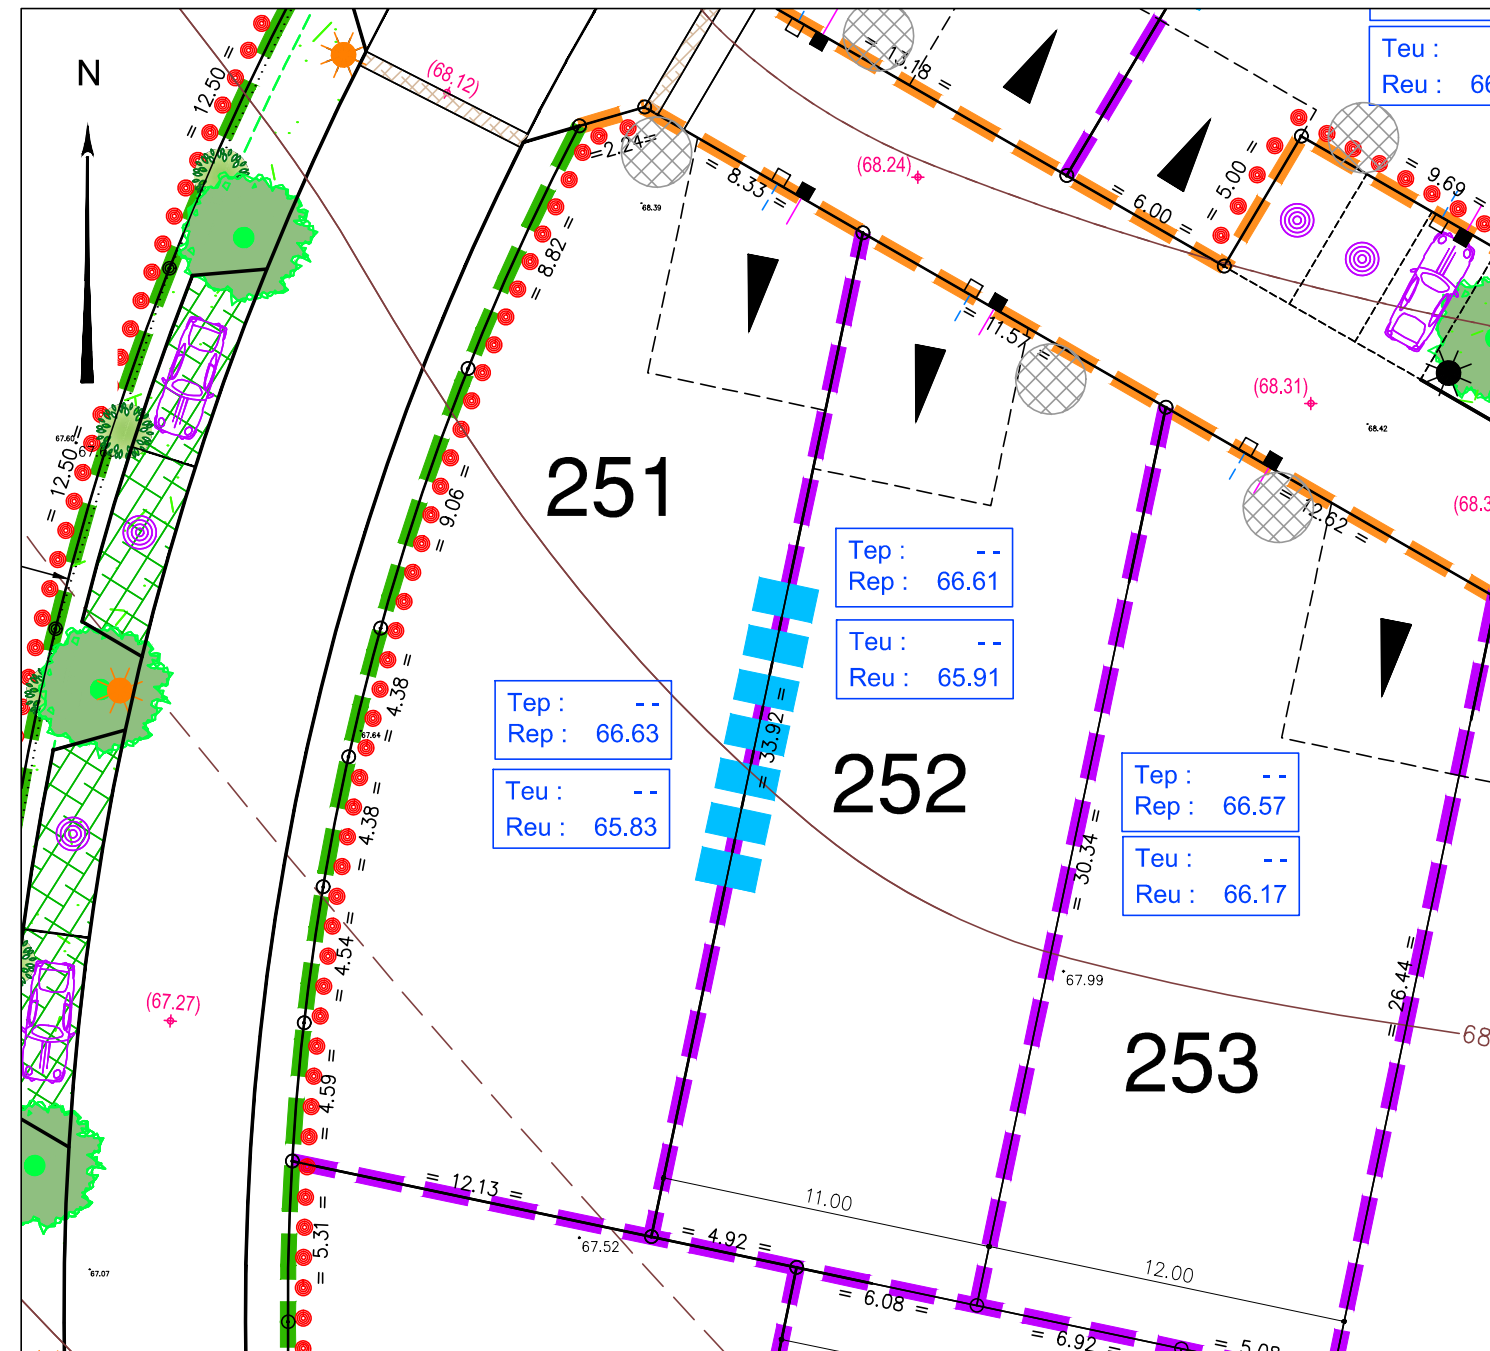 N
= 12.50 =
(68.12)
= 13.18
Teu :
Reu :
=2.24=
68.39
= 8.33 =
(68.24)
= 6.00 =
= 5.00 =
= 9.69 =
= 8.82 =
= 11.57 =
(68.31)
68.42
67.60
= 12.50 =
251
= 9.06 =
= 12.62 =
Tep : --
Rep : 66.61
Teu : --
Reu : 65.91
Tep : --
Rep : 66.63
Teu : --
Reu : 65.83
= 4.38 =
67.64
= 33.92 =
252
Tep : --
Rep : 66.57
Teu : --
Reu : 66.17
= 4.38 =
= 30.34 =
= 4.54 =
67.99
= 26.44 =
(67.27)
68
253
= 4.59 =
= 12.13 =
11.00
= 5.31 =
67.52
= 4.92 =
67.07
12.00
= 6.08 =
= 6.92 =